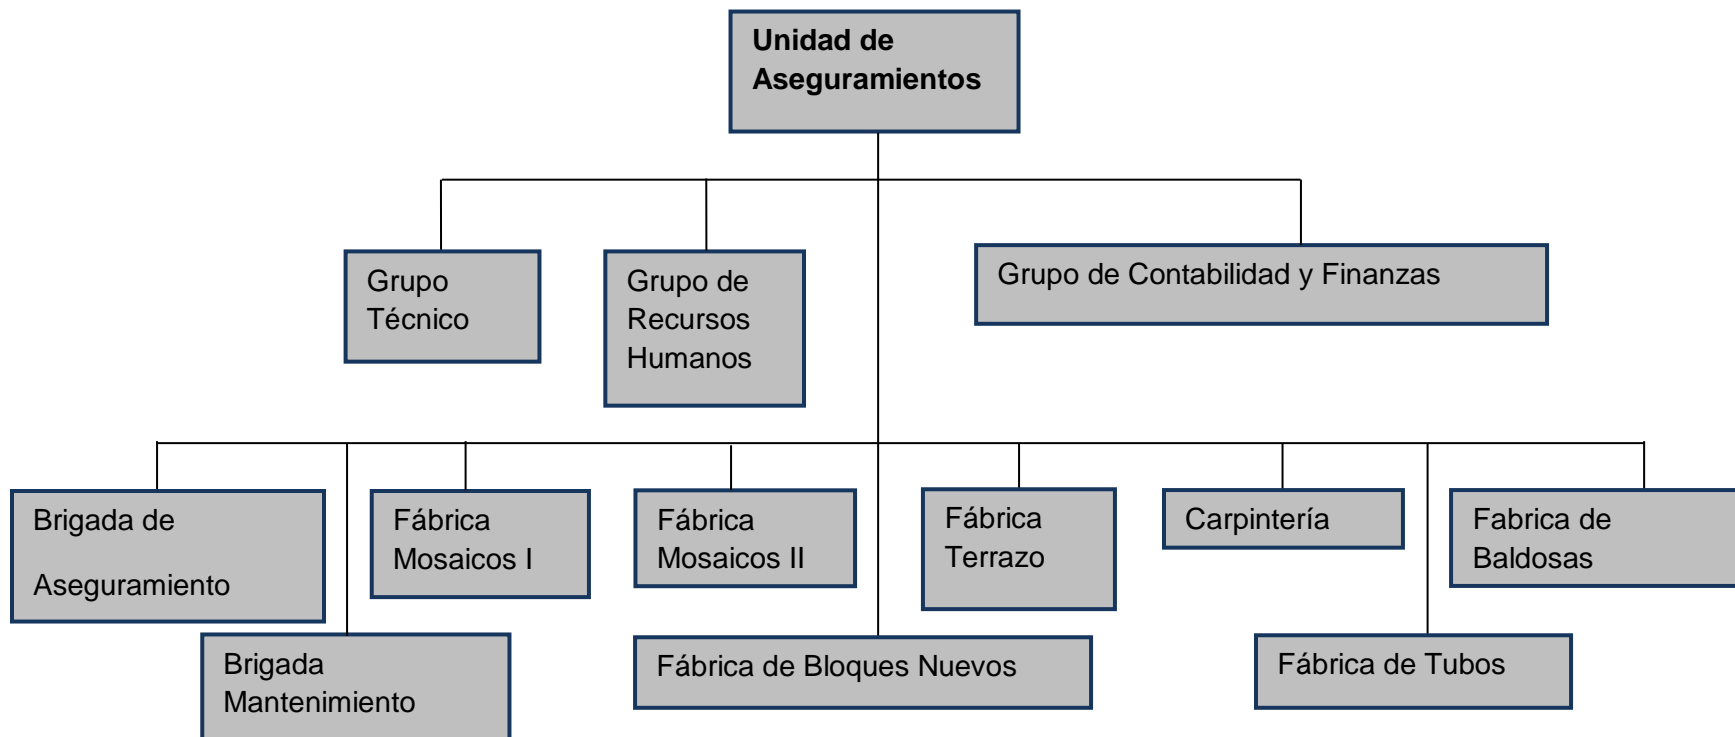 Unidad de
Aseguramientos
Grupo
Técnico
Grupo de
Recursos
Humanos
Grupo de Contabilidad y Finanzas
Brigada de
Aseguramiento
Fábrica
Mosaicos I
Fábrica
Mosaicos II
Fábrica
Terrazo
Carpintería
Fabrica de
Baldosas
Brigada
Mantenimiento
Fábrica de Bloques Nuevos
Fábrica de Tubos